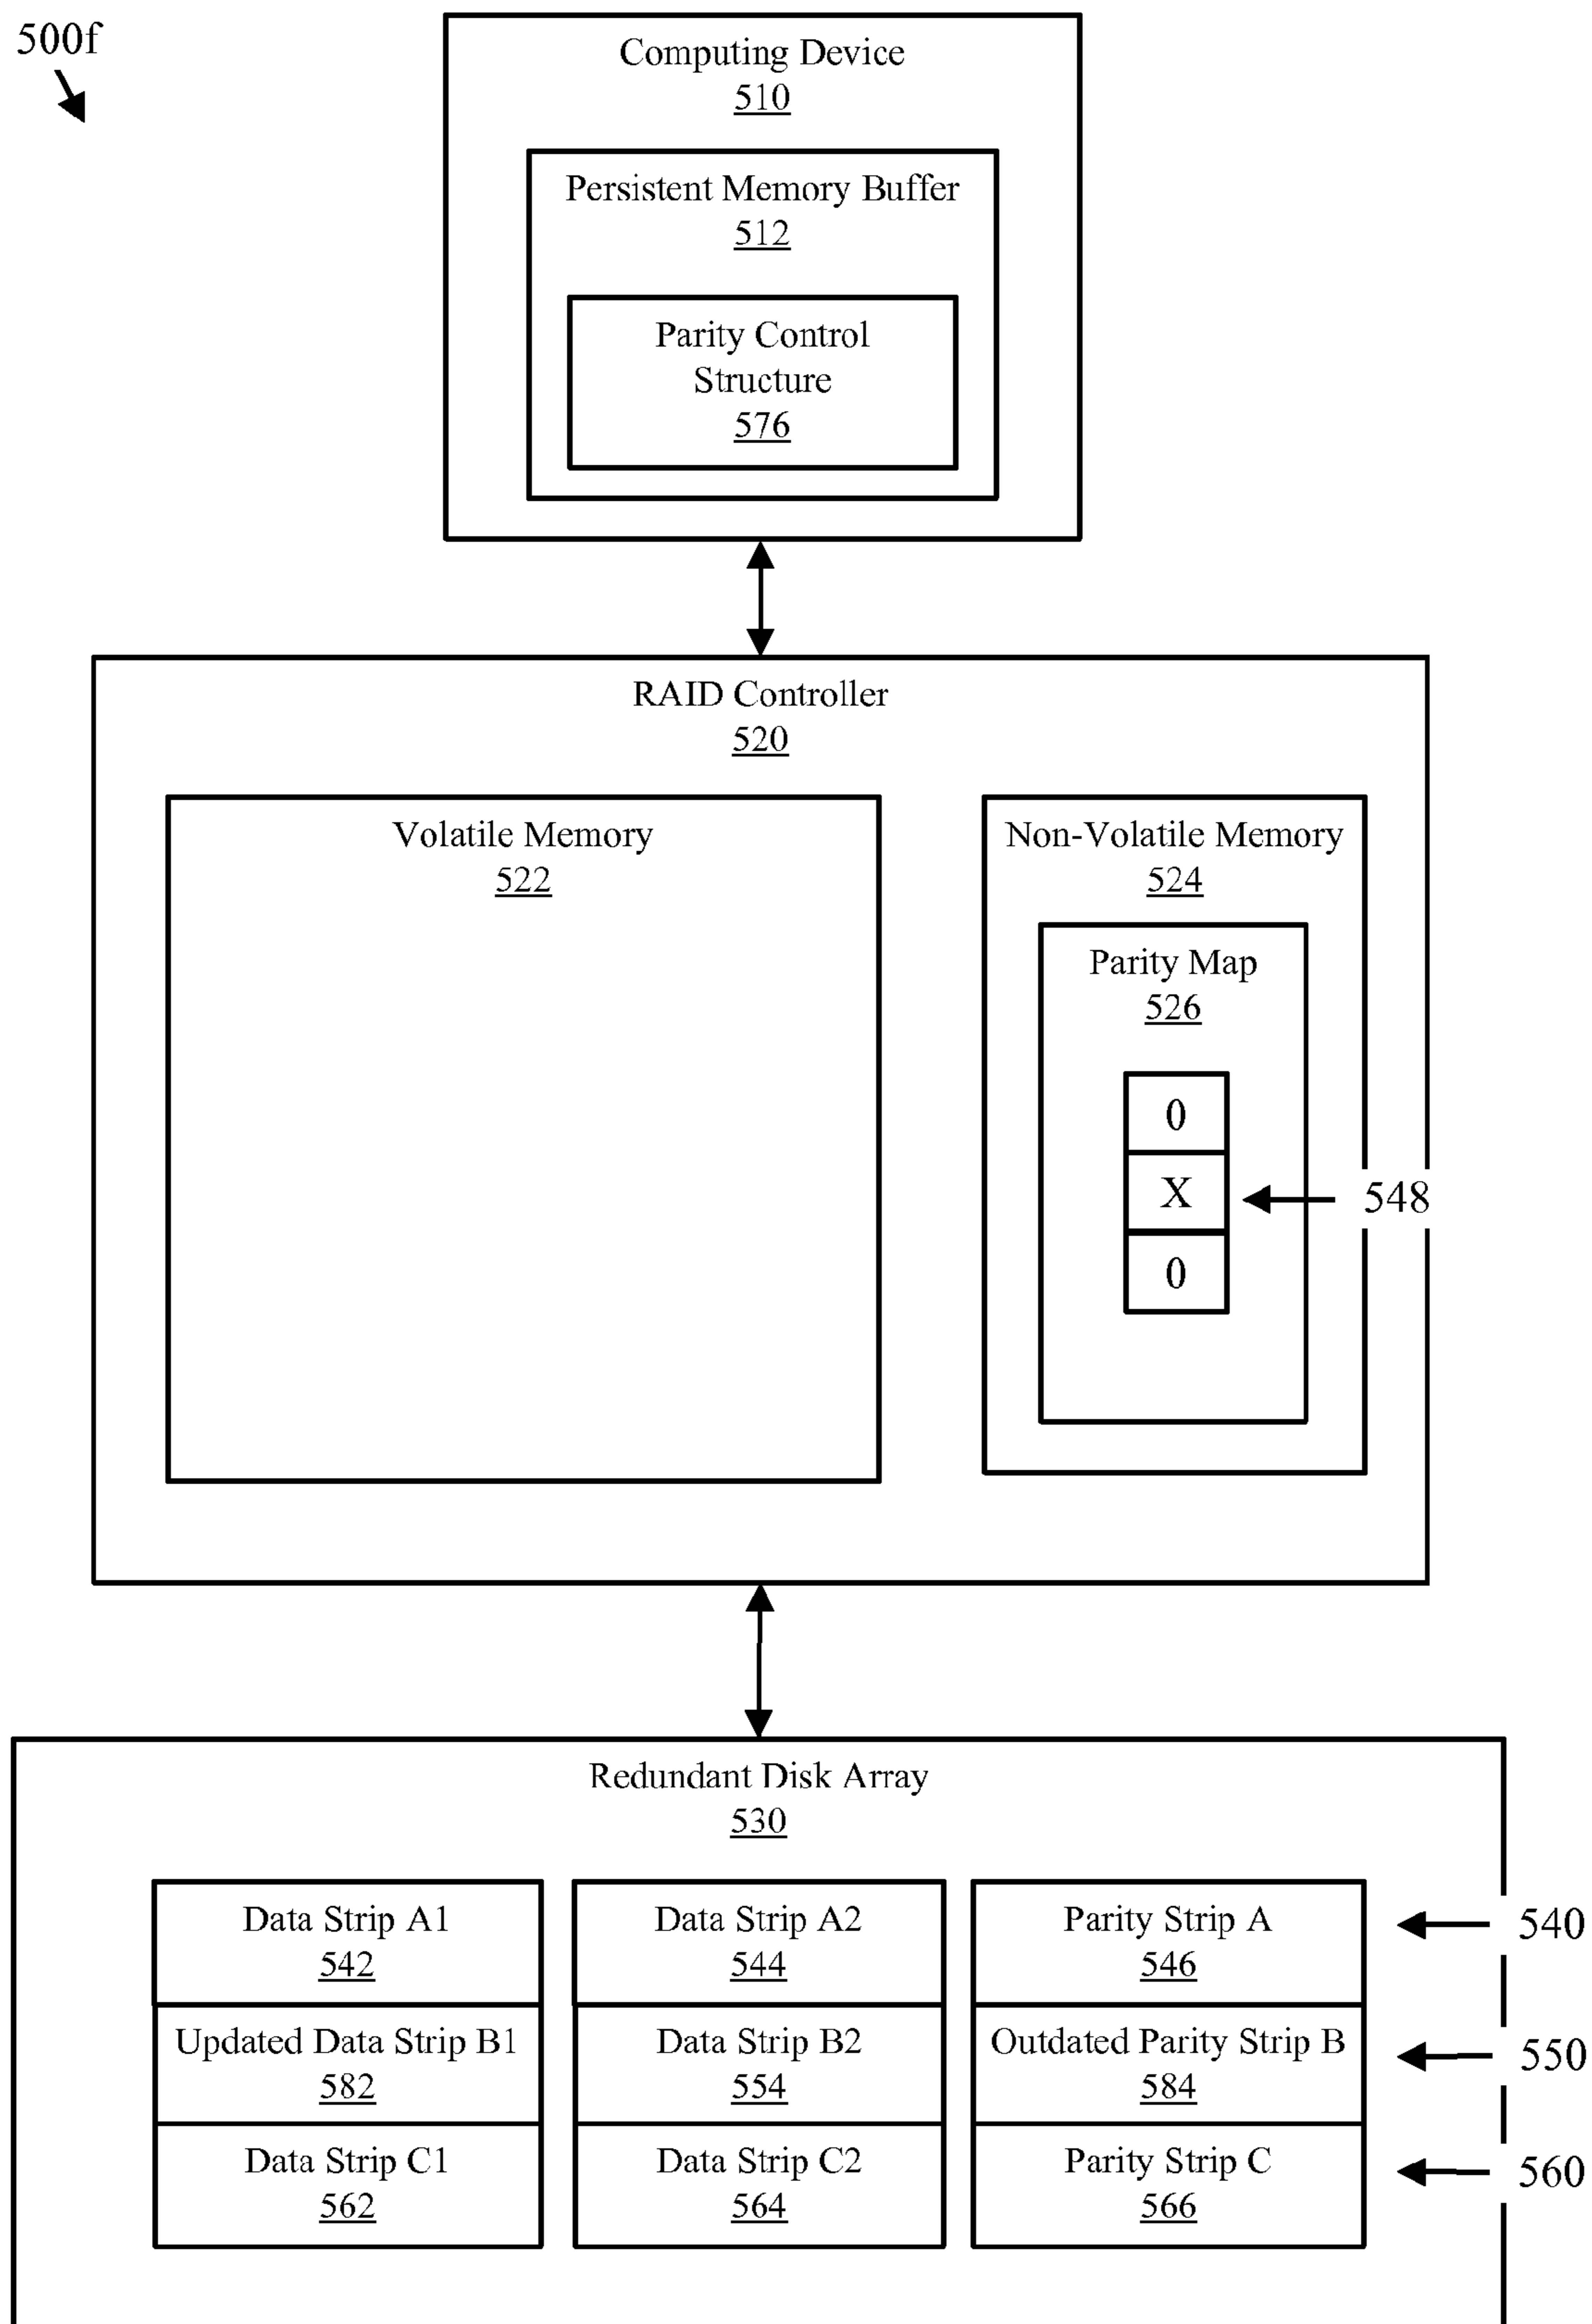 500f
Computing Device
510
Persistent Memory Buffer
512
Parity Control
Structure
576
RAID Controller
520
Volatile Memory
522
Non-Volatile Memory
524
Parity Map
526
0
X
548
0
Redundant Disk Array
530
Data Strip A1
542
Data Strip A2
544
Parity Strip A
546
540
Updated Data Strip B1
582
Data Strip B2
554
Outdated Parity Strip B
584
550
Data Strip C1
562
Data Strip C2
564
Parity Strip C
566
560